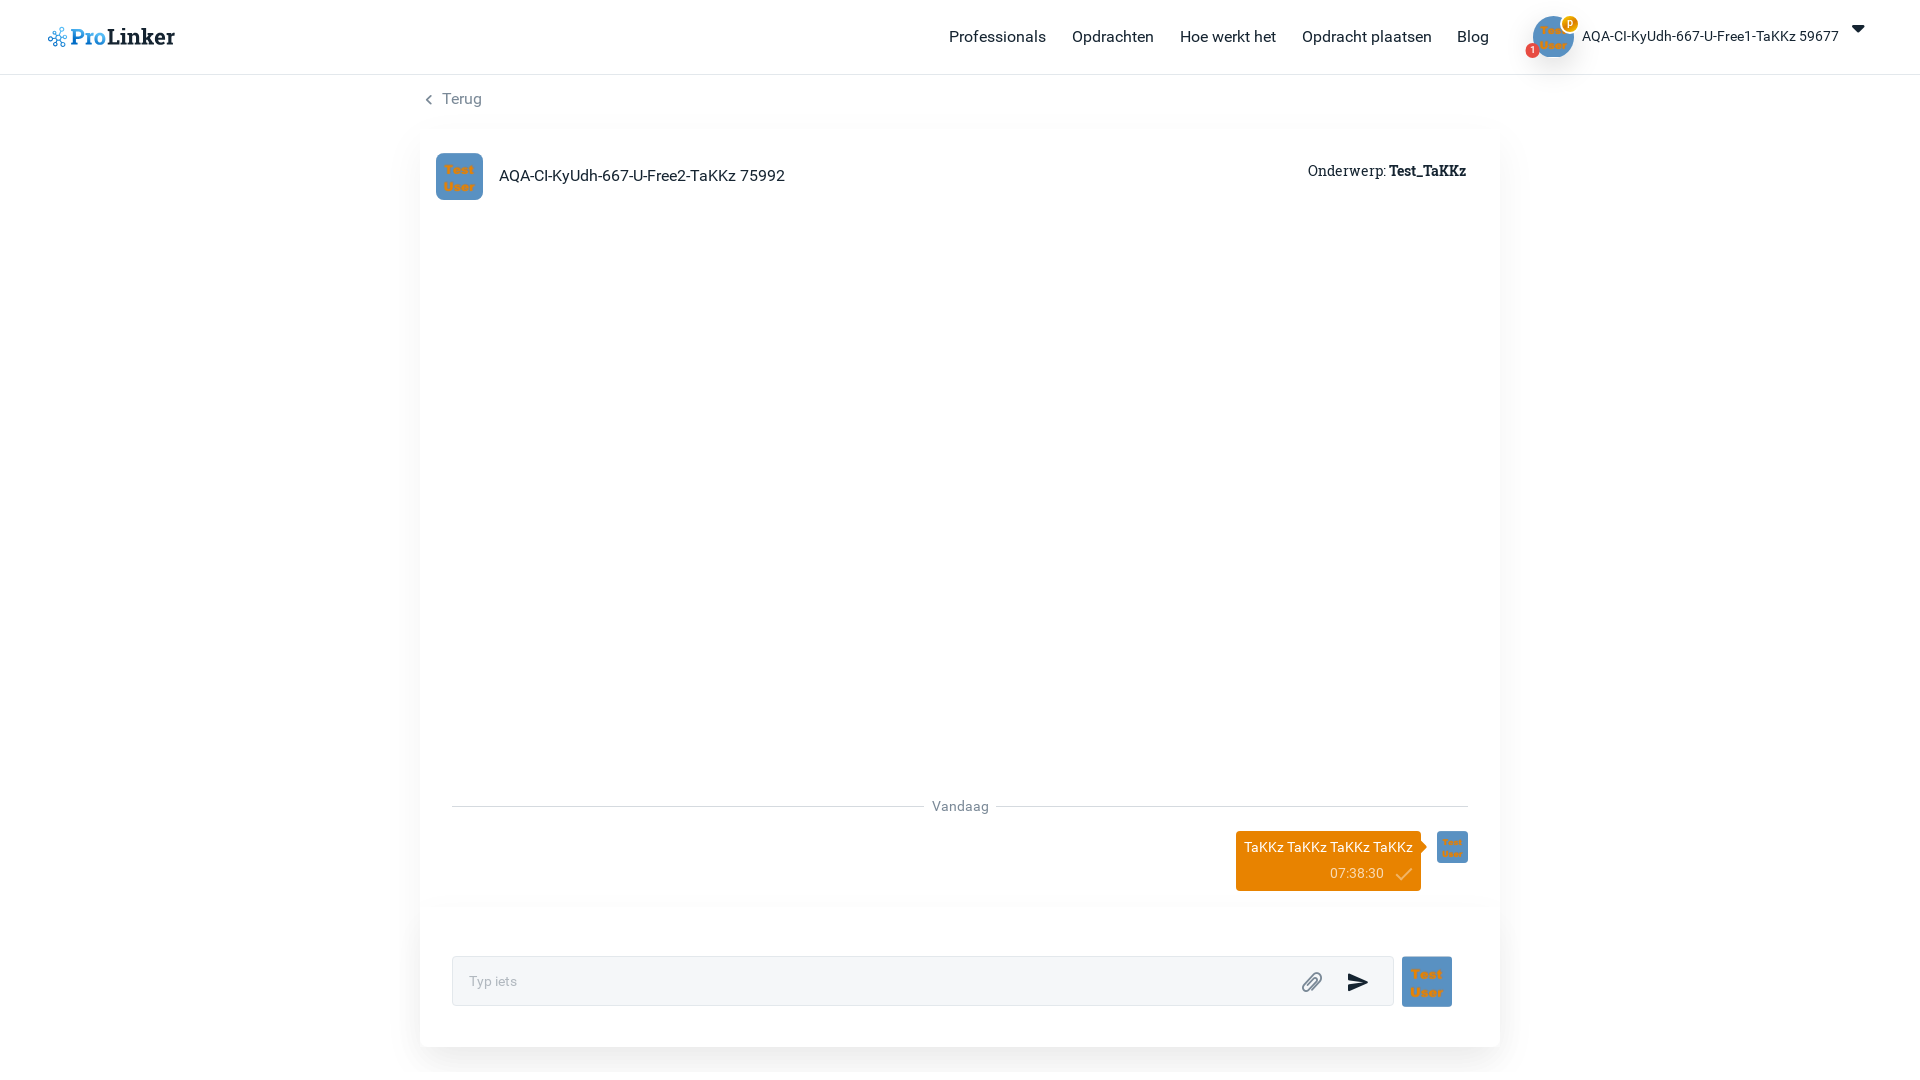 ProLinker
Professionals
Opdrachten
Hoe werkt het
Opdracht plaatsen
Blog
Test
User
P
1
AQA-CI-KyUdh-667-U-Free1-TaKKz 59677
Terug
Test
User
AQA-CI-KyUdh-667-U-Free2-TaKKz 75992
Onderwerp: Test_TaKKz
Vandaag
TaKKz TaKKz TaKKz TaKKz
07:38:30
Test
User
Typ iets
Test
User